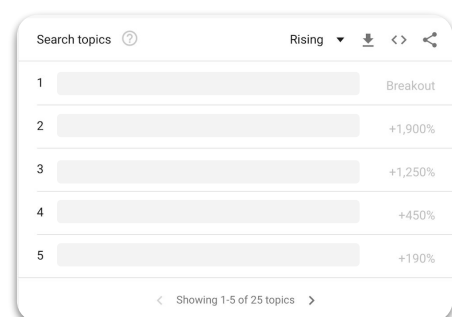 Search topics ? Rising
1 Breakout
2 +1,900%
3 +1,250%
4 +450%
5 +190%
Showing 1-5 of 25 topics